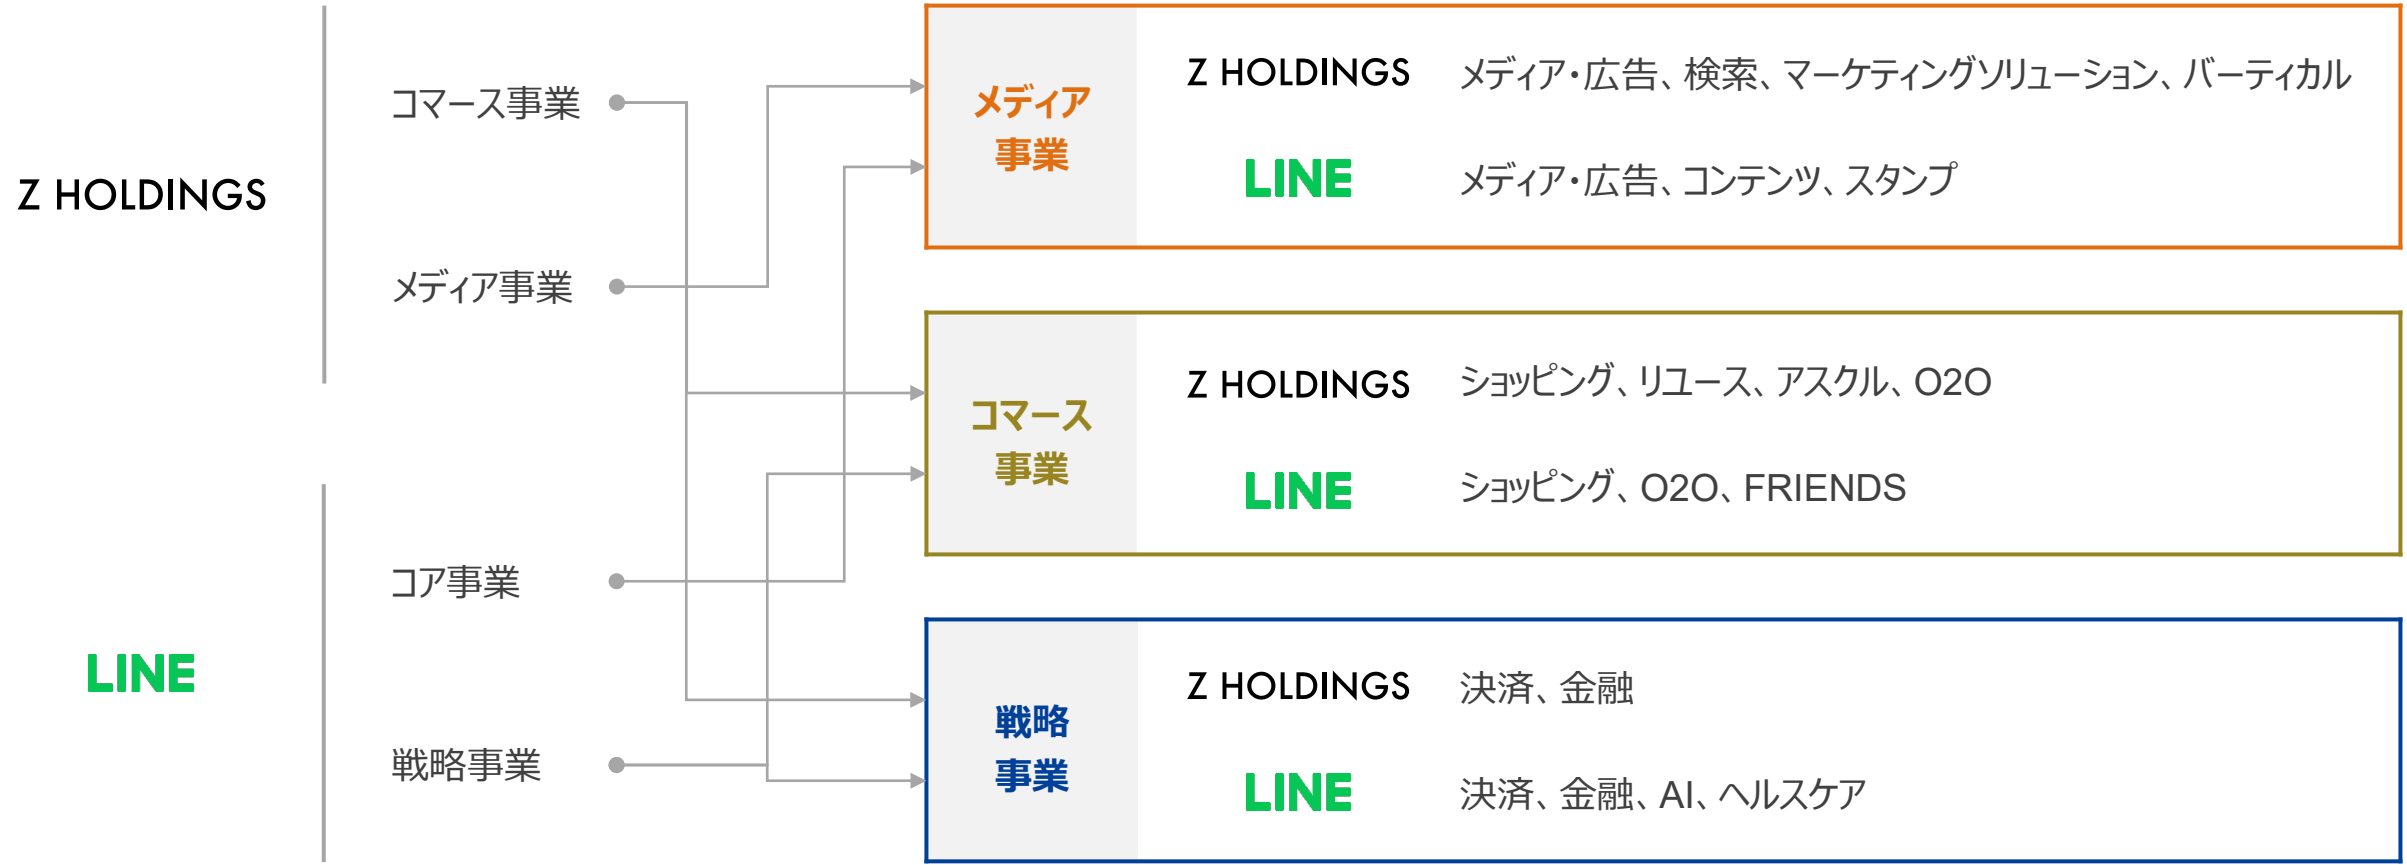 Z HOLDINGS
コマース事業
メディア事業
LINE
コア事業
戦略事業
メディア
事業
Z HOLDINGS
メディア・広告、検索、マーケティングソリューション、バーティカル
LINE
メディア・広告、コンテンツ、スタンプ
コマース
事業
Z HOLDINGS
ショッピング、リユース、アスクル、O2O
LINE
ショッピング、O2O、FRIENDS
戦略
事業
Z HOLDINGS
決済、金融
LINE
決済、金融、AI、ヘルスケア